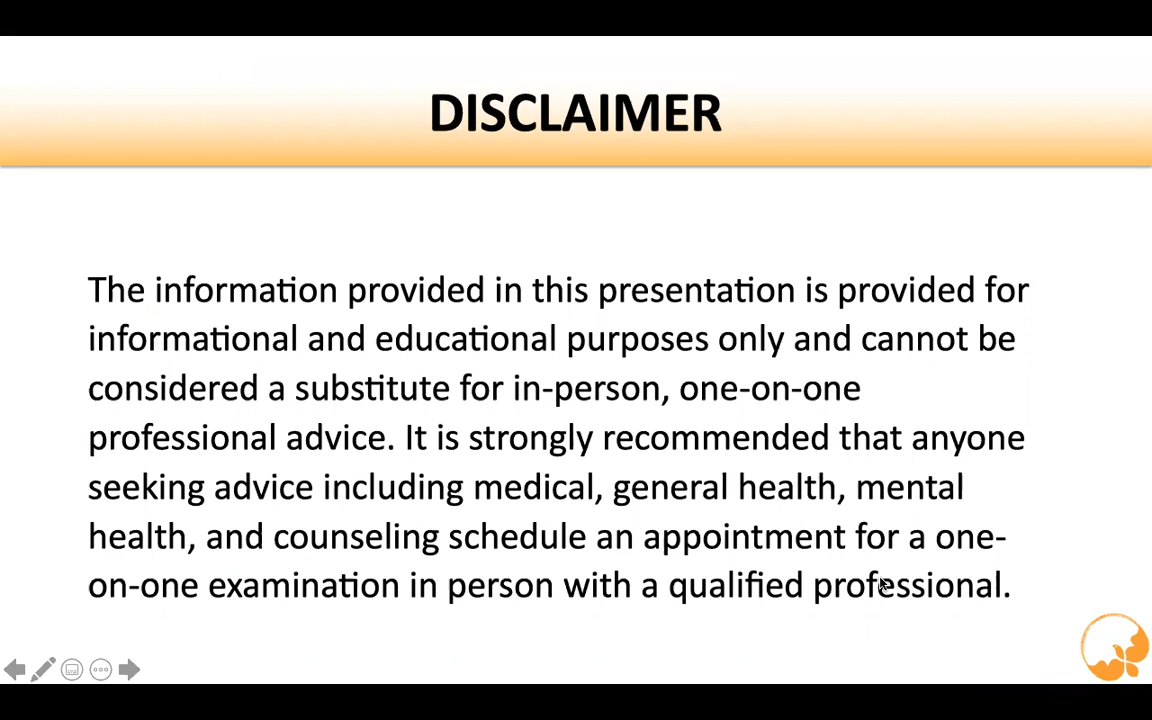 DISCLAIMER
The information provided in this presentation is provided for
informational and educational purposes only and cannot be
considered a substitute for in-person, one-on-one
professional advice. It is strongly recommended that anyone
seeking advice including medical, general health, mental
health, and counseling schedule an appointment for a one-
on-one examination in person with a qualified professional.